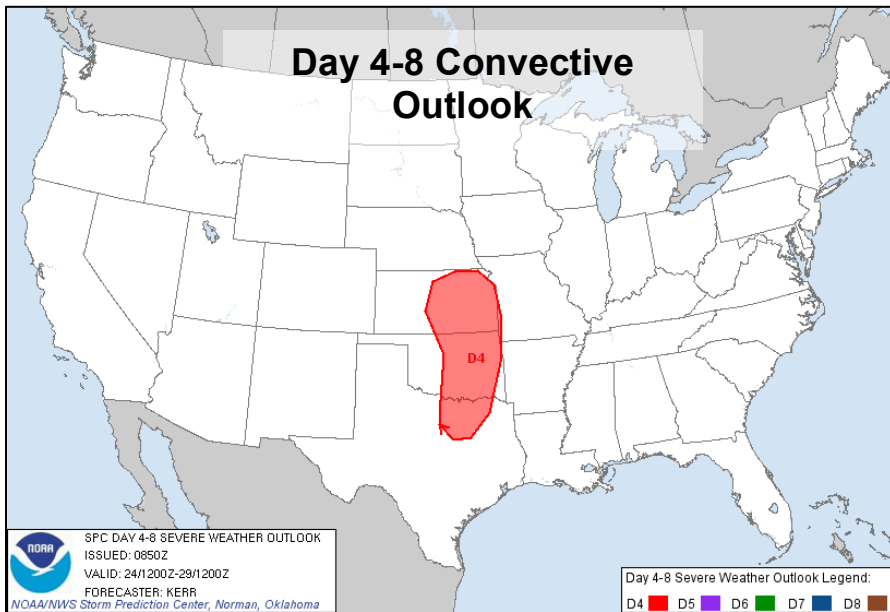 Day 4-8 Convective
Outlook
D4
SPC DAY 4-8 SEVERE WEATHER OUTLOOK
ISSUED: 0850Z
VALID: 24/1200Z-29/1200Z
FORECASTER: KERR
NOAA
NOAA/NWS Storm Prediction Center, Norman, Oklahoma
Day 4-8 Severe Weather Outlook Legend:
D4 D5 D6 D7 D8